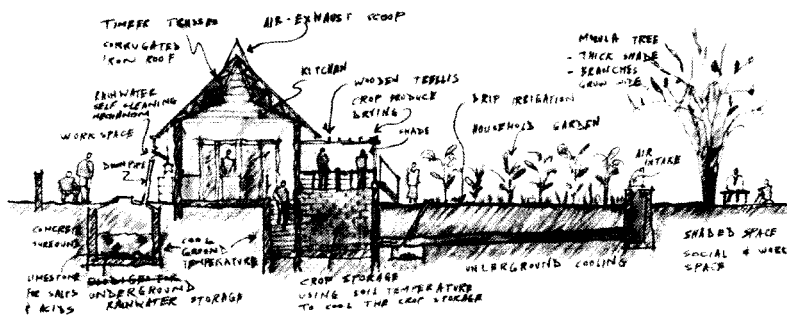 TIMBER TRUSSES
CORRUGATED
IRON ROOF
AIR-EXHAUST SCOOP
KITCHEN
RAINWATER
SELF CLEANING
MECHANISM
WORK SPACE
DOWNPIPE
WOODEN TRELLIS
CROP PRODUCE
DRYING
SHADE
DRIP IRRIGATION
HOUSEHOLD GARDEN
AIR
INTAKE
TREE
- THICK SHADE
- BRANCHES
GROW WIDE
CONCRETE
SURROUND
COOL
GROUND
TEMPERATURE
LIMESTONE
FOR SALTS
& ACIDS
UNDERGROUND
RAINWATER STORAGE
CROP STORAGE
USING SOIL TEMPERATURE
TO COOL THE CROP STORAGE
UNDERGROUND COOLING
SHADED SPACE
SOCIAL & WORK
SPACE